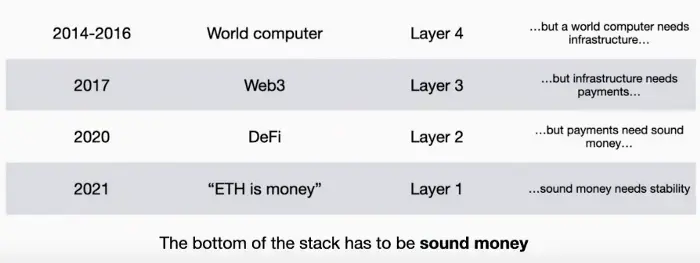 2014-2016 World computer Layer 4 ...but a world computer needs
infrastructure...
2017 Web3 Layer 3 ...but infrastructure needs
payments...
2020 DeFi Layer 2 ...but payments need sound
money...
2021 “ETH is money” Layer 1 ...sound money needs stability
The bottom of the stack has to be sound money